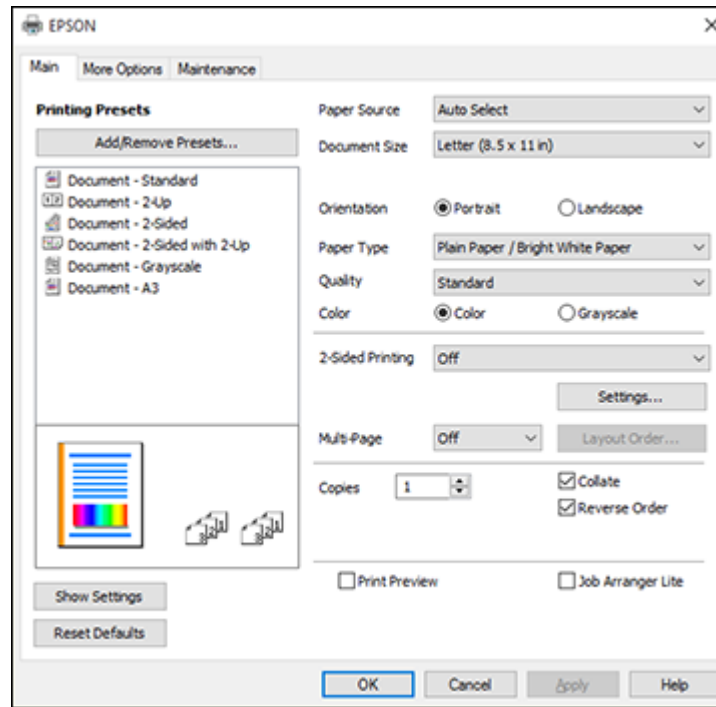 EPSON
Main More Options Maintenance
Printing Presets
Add/Remove Presets...
Document - Standard
Document - 2-Up
Document - 2-Sided
Document - 2-Sided with 2-Up
Document - Grayscale
Document - A3
Show Settings
Reset Defaults
Paper Source Auto Select
Document Size Letter (8.5 x 11 in)
Orientation Portrait Landscape
Paper Type Plain Paper / Bright White Paper
Quality Standard
Color Color Grayscale
2-Sided Printing Off
Settings...
Multi-Page Off Layout Order...
Copies 1 Collate
Reverse Order
Print Preview Job Arranger Lite
OK Cancel Apply Help